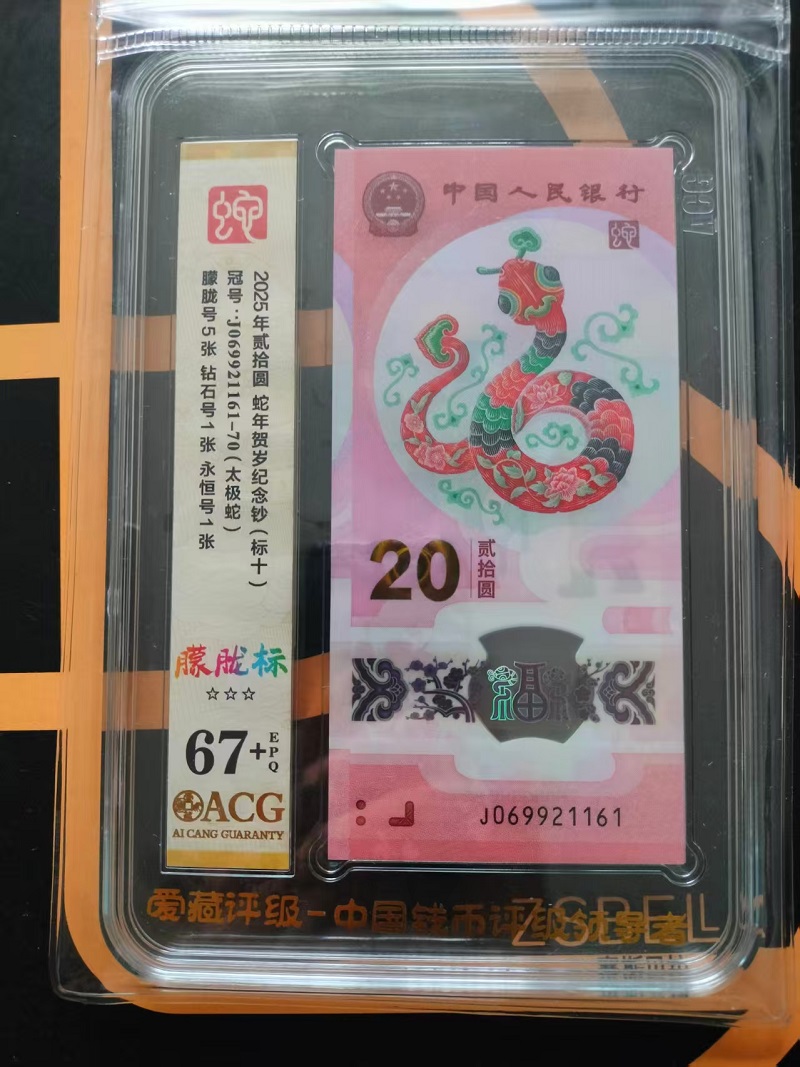 蛇
2025年贰拾圆 蛇年贺岁纪念钞(标十)
冠号:J069921161-70(太极蛇)
朦胧号5张 钻石号1张 永恒号1张
朦胧标
☆☆☆
67+EPQ
ACG
AI CANG GUARANTY
中国人民银行
蛇
20
贰拾圆
福
J069921161
爱藏评级-中国钱币评级领导者